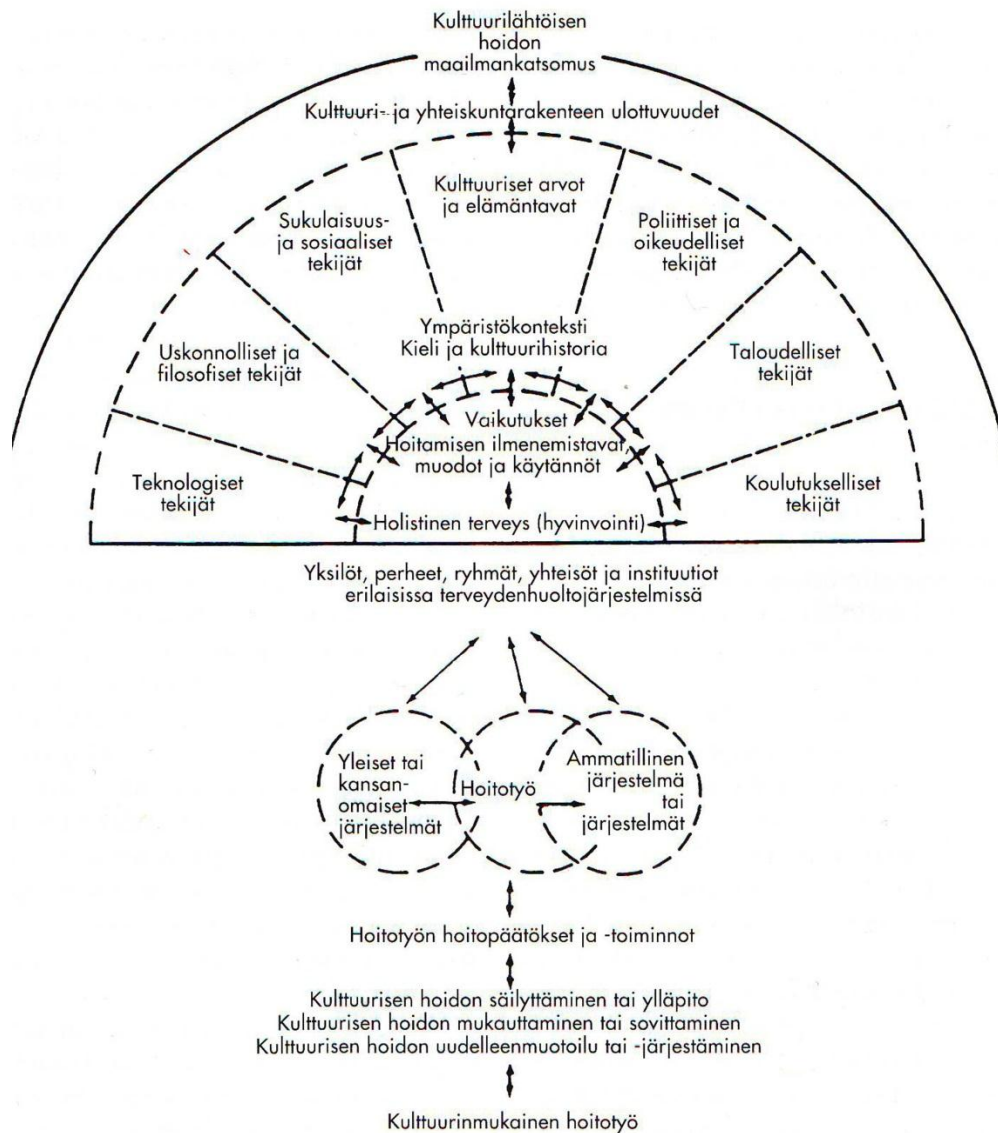 Kulttuurilähtöisen
hoidon
maailmankatsomus
Kulttuuri- ja yhteiskuntarakenteen ulottuvuudet
Kulttuuriset arvot
ja elämäntavat
Sukulaisuus-
ja sosiaaliset
tekijät
Poliittiset ja
oikeudelliset
tekijät
Ympäristökonteksti
Kieli ja kulttuurihistoria
Uskonnolliset ja
filosofiset tekijät
Taloudelliset
tekijät
Vaikutukset
Hoitamisen ilmenemistavat,
muodot ja käytännöt
Teknologiset
tekijät
Koulutukselliset
tekijät
Holistinen terveys (hyvinvointi)
Yksilöt, perheet, ryhmät, yhteisöt ja instituutiot
erilaisissa terveydenhuoltojärjestelmissä
Yleiset tai
kansan-
omaiset
järjestelmät
Hoitotyö
Ammatillinen
järjestelmä
tai
järjestelmät
Hoitotyön hoitopäätökset ja -toiminnot
Kulttuurisen hoidon säilyttäminen tai ylläpito
Kulttuurisen hoidon mukauttaminen tai sovittaminen
Kulttuurisen hoidon uudelleenmuotoilu tai -järjestäminen
Kulttuurinmukainen hoitotyö